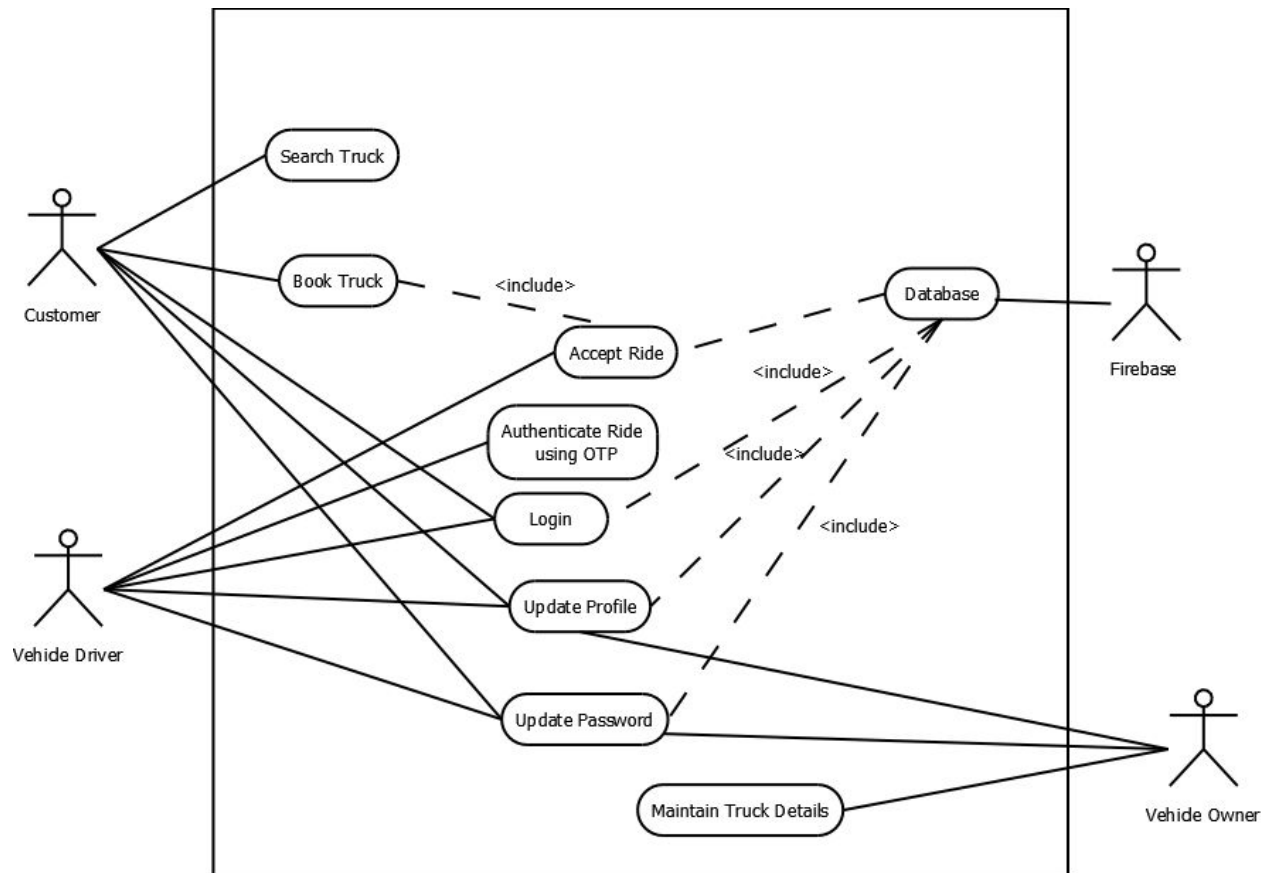 Search Truck
Book Truck
<include>
Database
Customer
Accept Ride
<include>
Firebase
Authenticate Ride
using OTP
<include>
Login
<include>
Update Profile
Vehide Driver
Update Password
Maintain Truck Details
Vehide Owner